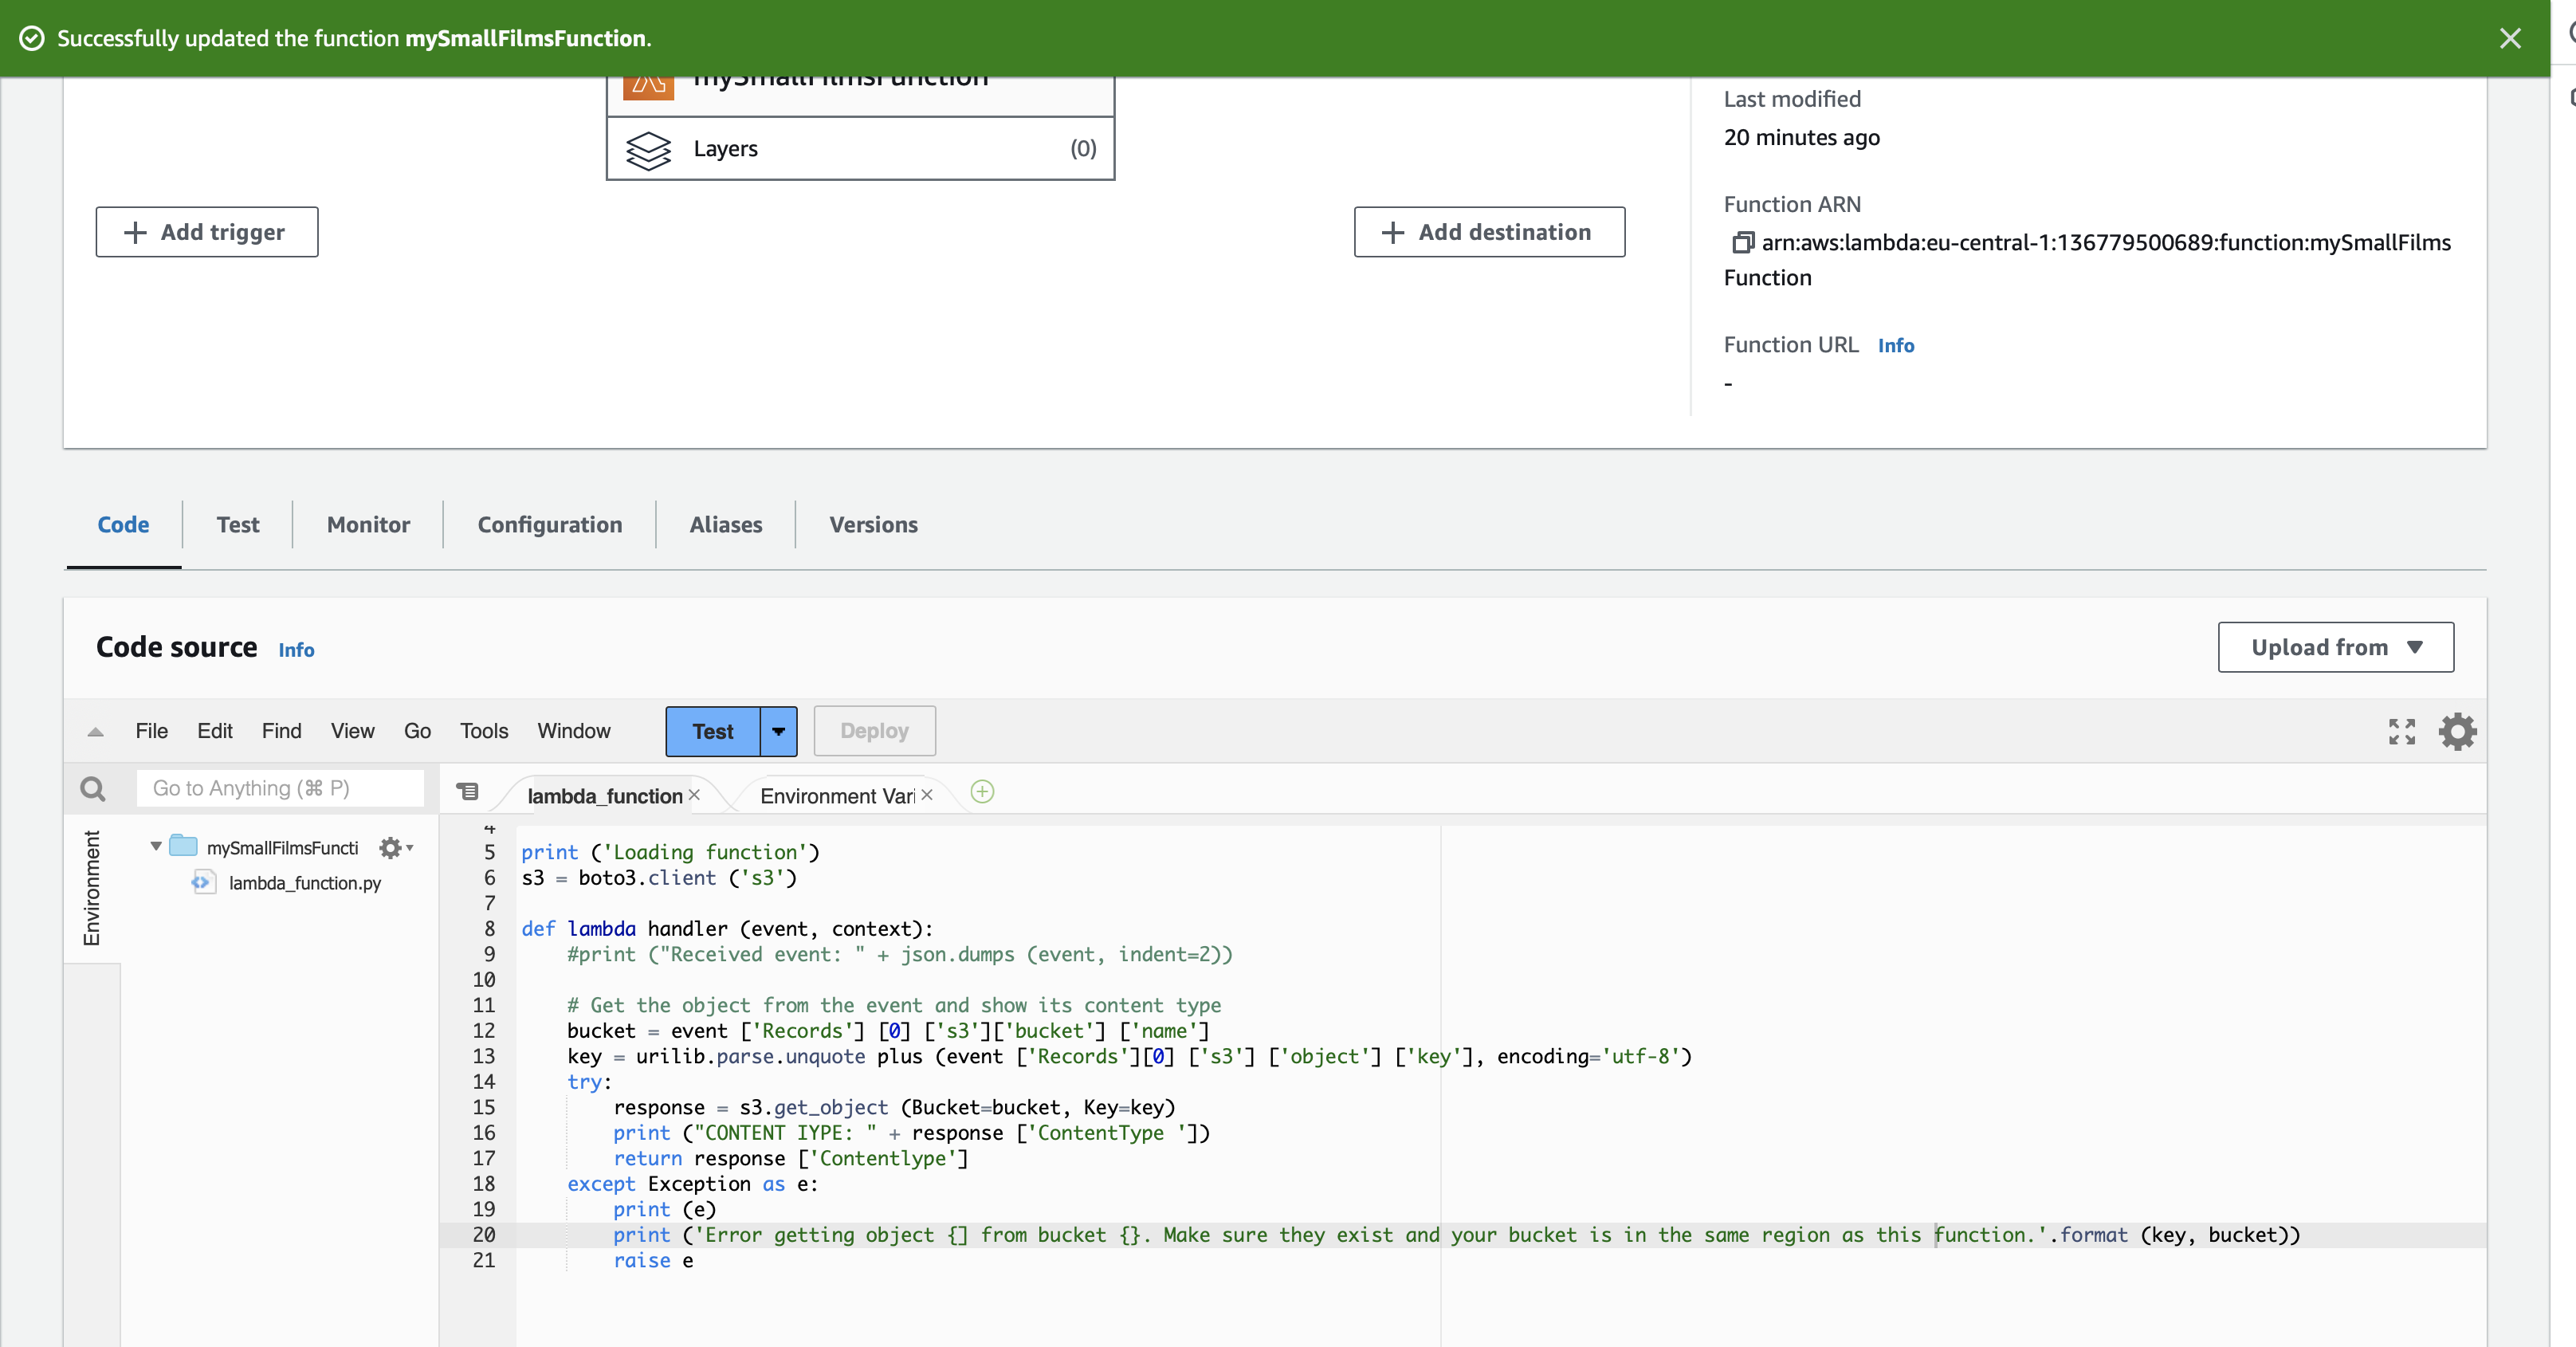 Successfully updated the function mySmallFilmsFunction.
mySmallFilmsFunction
Layers (0)
Add trigger
Add destination
Last modified
20 minutes ago
Function ARN
arn:aws:lambda:eu-central-1:136779500689:function:mySmallFilms
Function
Function URL Info
-
Code Test Monitor Configuration Aliases Versions
Code source Info
Upload from
File Edit Find View Go Tools Window Test Deploy
Go to Anything (⌘ P)
lambda_function
Environment Vari
Environment
mySmallFilmsFuncti
lambda_function.py
4
5 print ('Loading function')
6 s3 = boto3.client ('s3')
7
8 def lambda handler (event, context):
9 #print ("Received event: " + json.dumps (event, indent=2))
10
11 # Get the object from the event and show its content type
12 bucket = event ['Records'] [0] ['s3']['bucket'] ['name']
13 key = urilib.parse.unquote plus (event ['Records'][0] ['s3'] ['object'] ['key'], encoding='utf-8')
14 try:
15 response = s3.get_object (Bucket=bucket, Key=key)
16 print ("CONTENT IYPE: " + response ['ContentType '])
17 return response ['Contentlype']
18 except Exception as e:
19 print (e)
20 print ('Error getting object {] from bucket {}. Make sure they exist and your bucket is in the same region as this function.'.format (key, bucket))
21 raise e